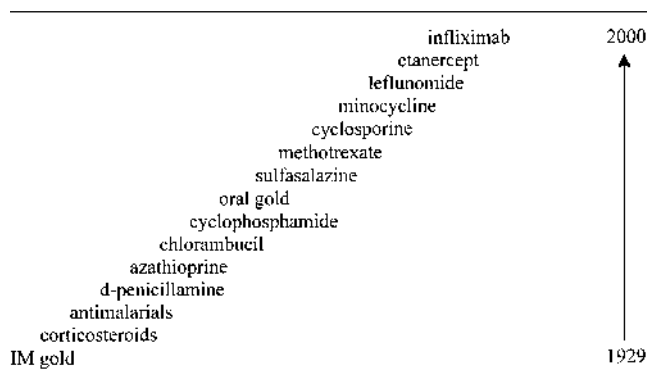 infliximab 2000
etanercept
leflunomide
minocycline
cyclosporine
methotrexate
sulfasalazine
oral gold
cyclophosphamide
chlorambucil
azathioprine
d-penicillamine
antimalarials
corticosteroids
IM gold 1929